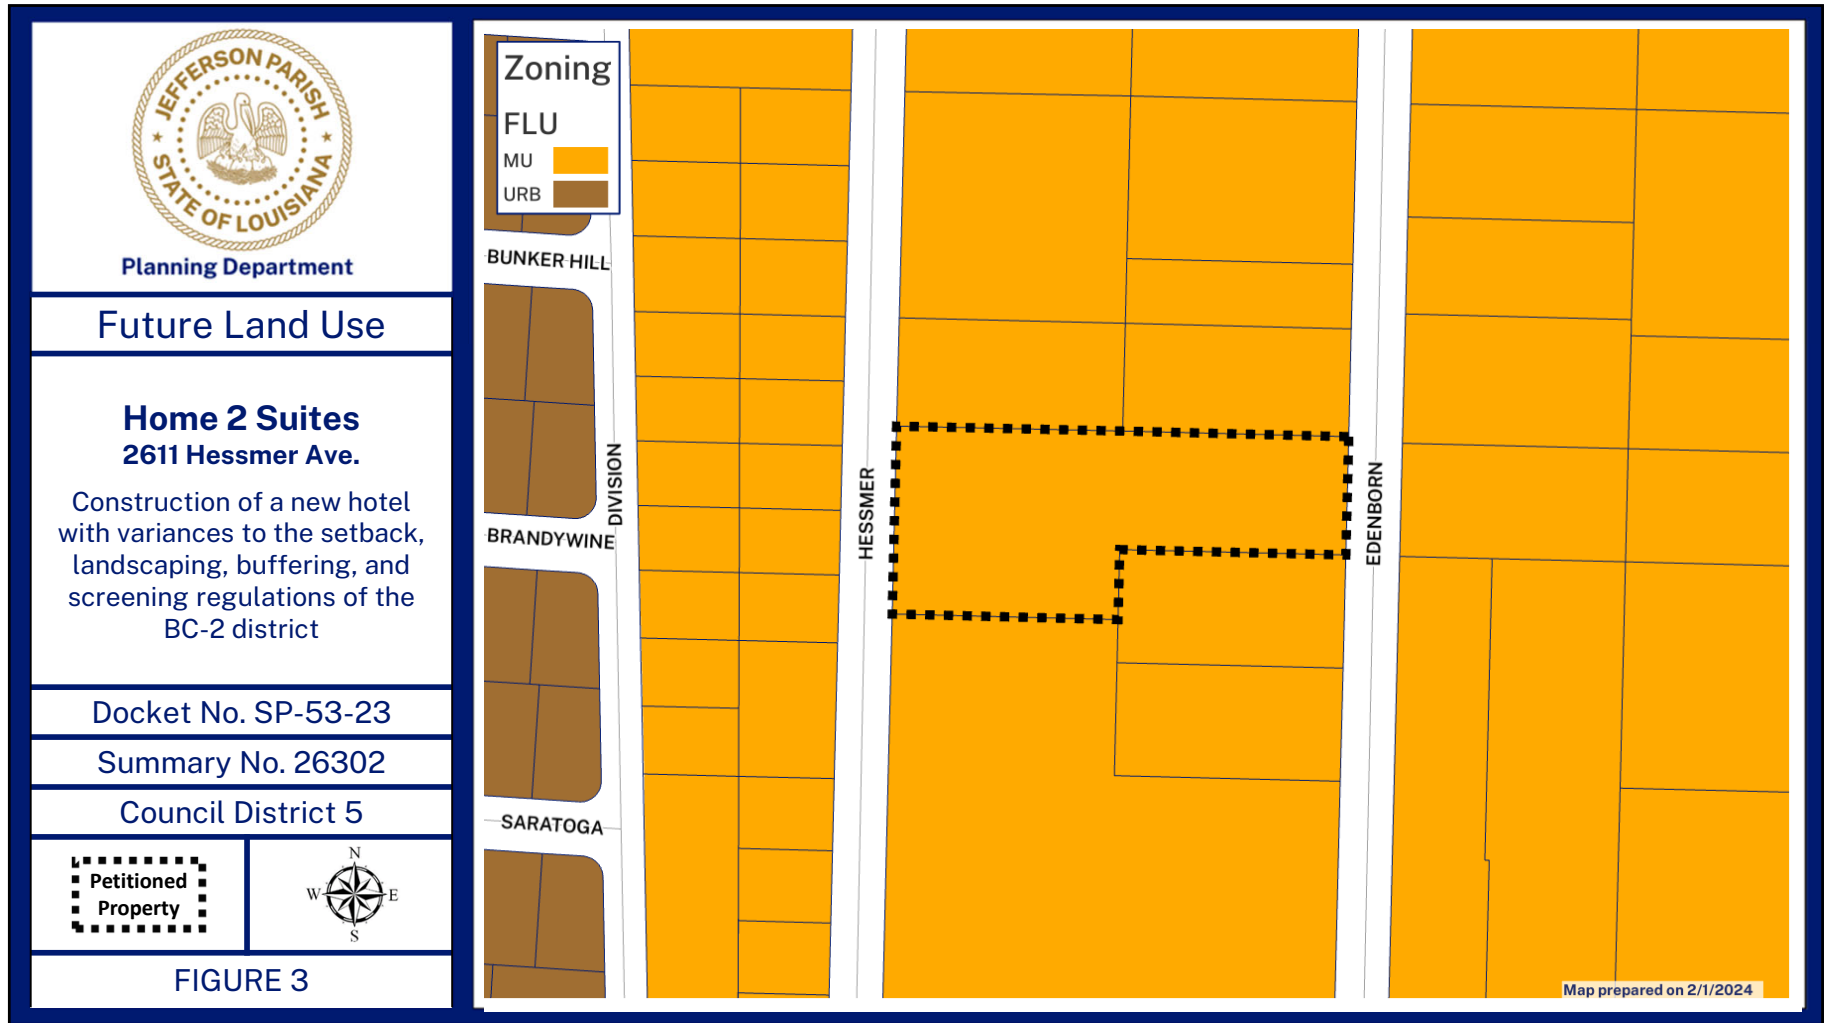 JEFFERSON PARISH
STATE OF LOUISIANA
Planning Department
Future Land Use
Home 2 Suites
2611 Hessmer Ave.
Construction of a new hotel
with variances to the setback,
landscaping, buffering, and
screening regulations of the
BC-2 district
Docket No. SP-53-23
Summary No. 26302
Council District 5
Petitioned
Property
N
W
E
S
FIGURE 3
Zoning
FLU
MU
URB
BUNKER HILL
DIVISION
BRANDYWINE
HESSMER
EDENBORN
SARATOGA
Map prepared on 2/1/2024